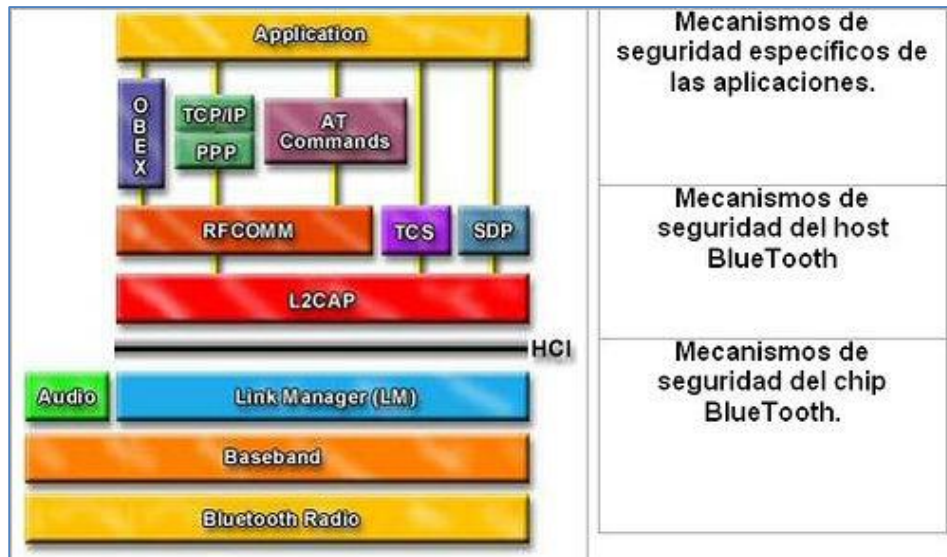 Application
OBEX
TCP/IP
PPP
AT
Commands
RFCOMM
TCS
SDP
L2CAP
HCI
Audio
Link Manager (LM)
Baseband
Bluetooth Radio
Mecanismos de
seguridad específicos de
las aplicaciones.
Mecanismos de
seguridad del host
BlueTooth
Mecanismos de
seguridad del chip
BlueTooth.